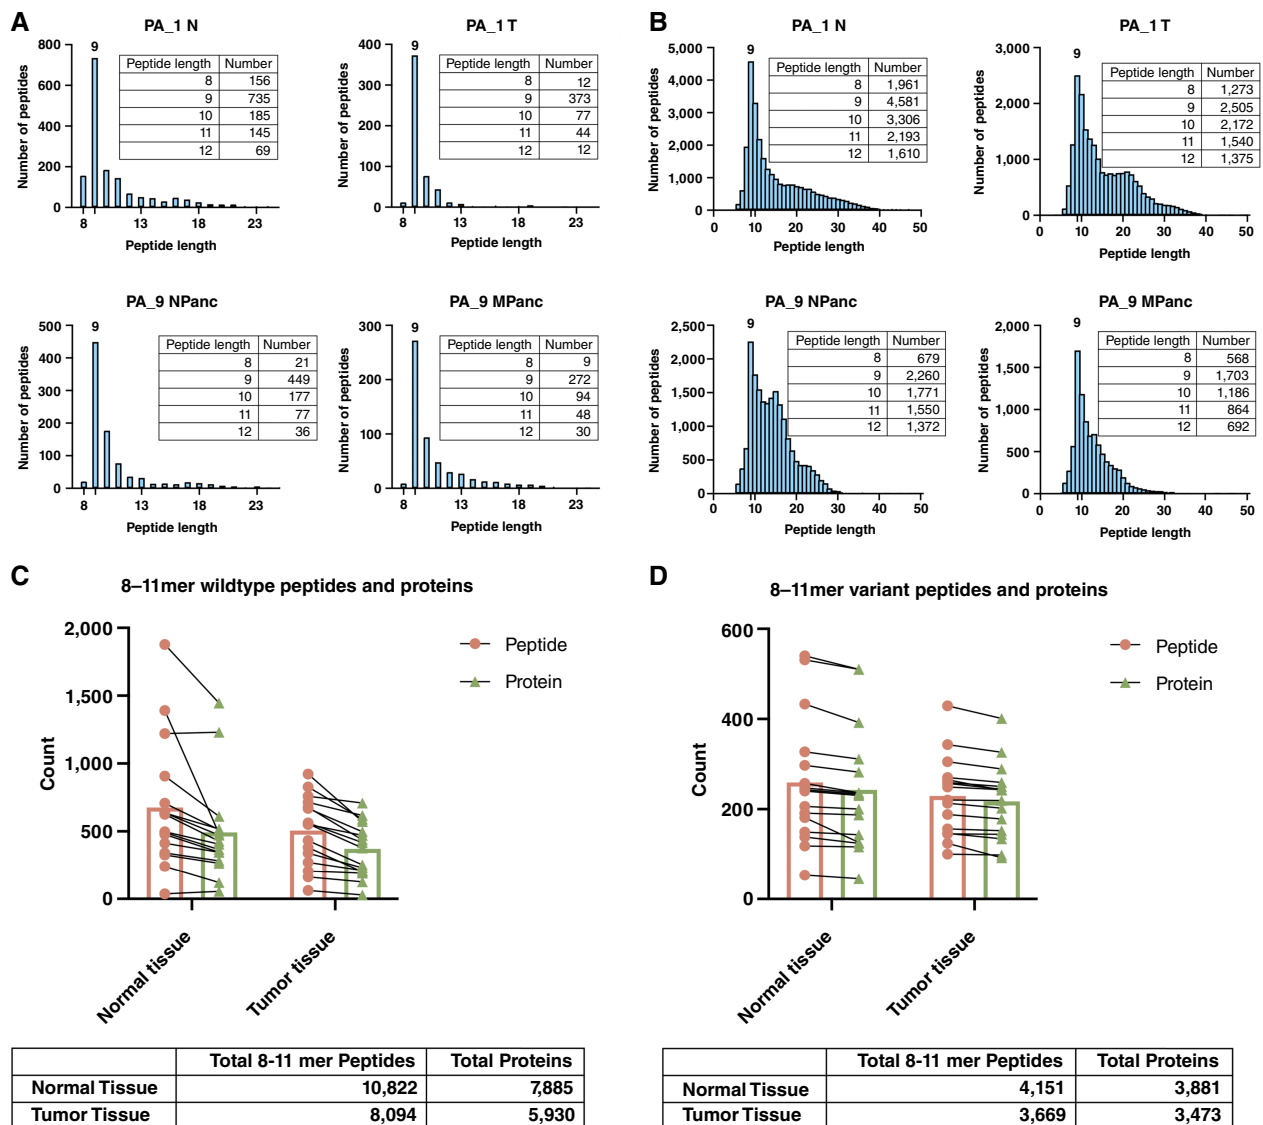 A
PA_1 N
Number of peptides
800
600
400
200
0
9
Peptide length Number
8 156
9 735
10 185
11 145
12 69
8 13 18 23
Peptide length
PA_1 T
Number of peptides
400
300
200
100
0
9
Peptide length Number
8 12
9 373
10 77
11 44
12 12
8 13 18 23
Peptide length
PA_9 NPanc
Number of peptides
500
400
300
200
100
0
9
Peptide length Number
8 21
9 449
10 177
11 77
12 36
8 13 18 23
Peptide length
PA_9 MPanc
Number of peptides
300
200
100
0
9
Peptide length Number
8 9
9 272
10 94
11 48
12 30
8 13 18 23
Peptide length
B
PA_1 N
Number of peptides
5,000
4,000
3,000
2,000
1,000
0
9
Peptide length Number
8 1,961
9 4,581
10 3,306
11 2,193
12 1,610
0 10 20 30 40 50
Peptide length
PA_1 T
Number of peptides
3,000
2,000
1,000
0
9
Peptide length Number
8 1,273
9 2,505
10 2,172
11 1,540
12 1,375
0 10 20 30 40 50
Peptide length
PA_9 NPanc
Number of peptides
2,500
2,000
1,500
1,000
500
0
9
Peptide length Number
8 679
9 2,260
10 1,771
11 1,550
12 1,372
0 10 20 30 40 50
Peptide length
PA_9 MPanc
Number of peptides
2,000
1,500
1,000
500
0
9
Peptide length Number
8 568
9 1,703
10 1,186
11 864
12 692
0 10 20 30 40 50
Peptide length
C
8–11mer wildtype peptides and proteins
Count
2,000
1,500
1,000
500
0
Peptide
Protein
Normal tissue
Tumor tissue
Total 8-11 mer Peptides Total Proteins
Normal Tissue 10,822 7,885
Tumor Tissue 8,094 5,930
D
8–11mer variant peptides and proteins
Count
600
400
200
0
Peptide
Protein
Normal tissue
Tumor tissue
Total 8-11 mer Peptides Total Proteins
Normal Tissue 4,151 3,881
Tumor Tissue 3,669 3,473